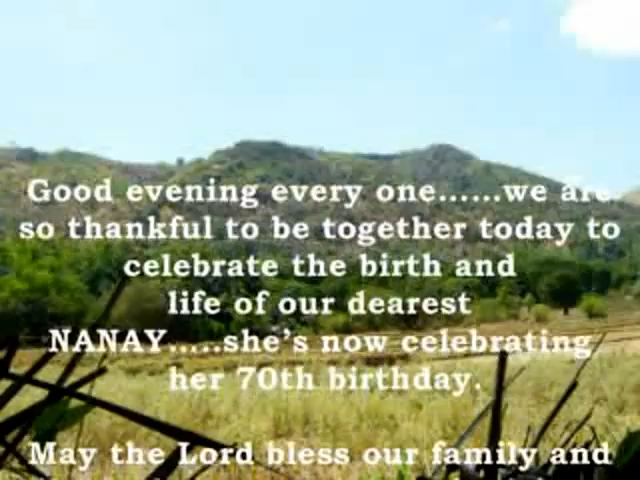 Good evening every one……we are
so thankful to be together today to
celebrate the birth and
life of our dearest
NANAY…..she's now celebrating
her 70th birthday.
May the Lord bless our family and